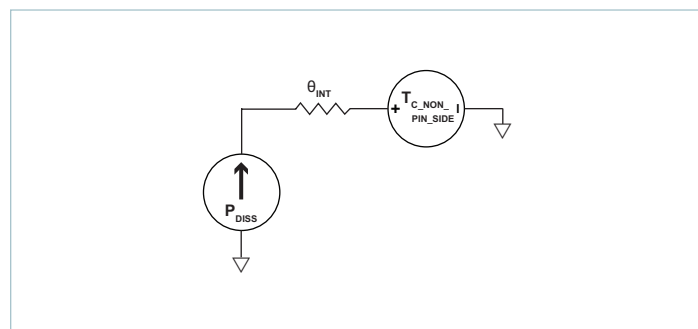 θINT
+ TC_NON_ –
PIN_SIDE
PDISS